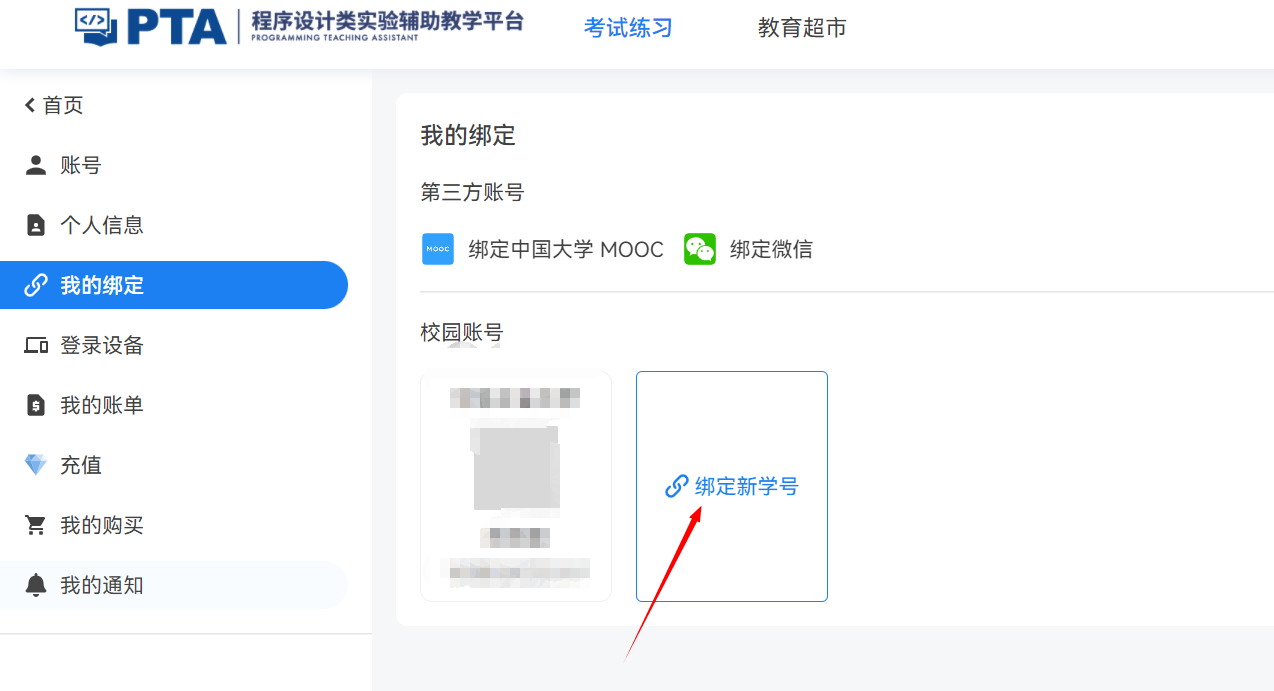 PTA 程序设计类实验辅助教学平台
PROGRAMMING TEACHING ASSISTANT
考试练习
教育超市
首页
账号
个人信息
我的绑定
登录设备
我的账单
充值
我的购买
我的通知
我的绑定
第三方账号
MOOC 绑定中国大学 MOOC
绑定微信
校园账号
绑定新学号